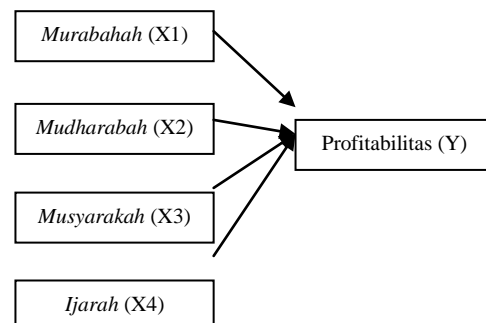 Murabahah (X1)
Mudharabah (X2)
Profitabilitas (Y)
Musyarakah (X3)
Ijarah (X4)